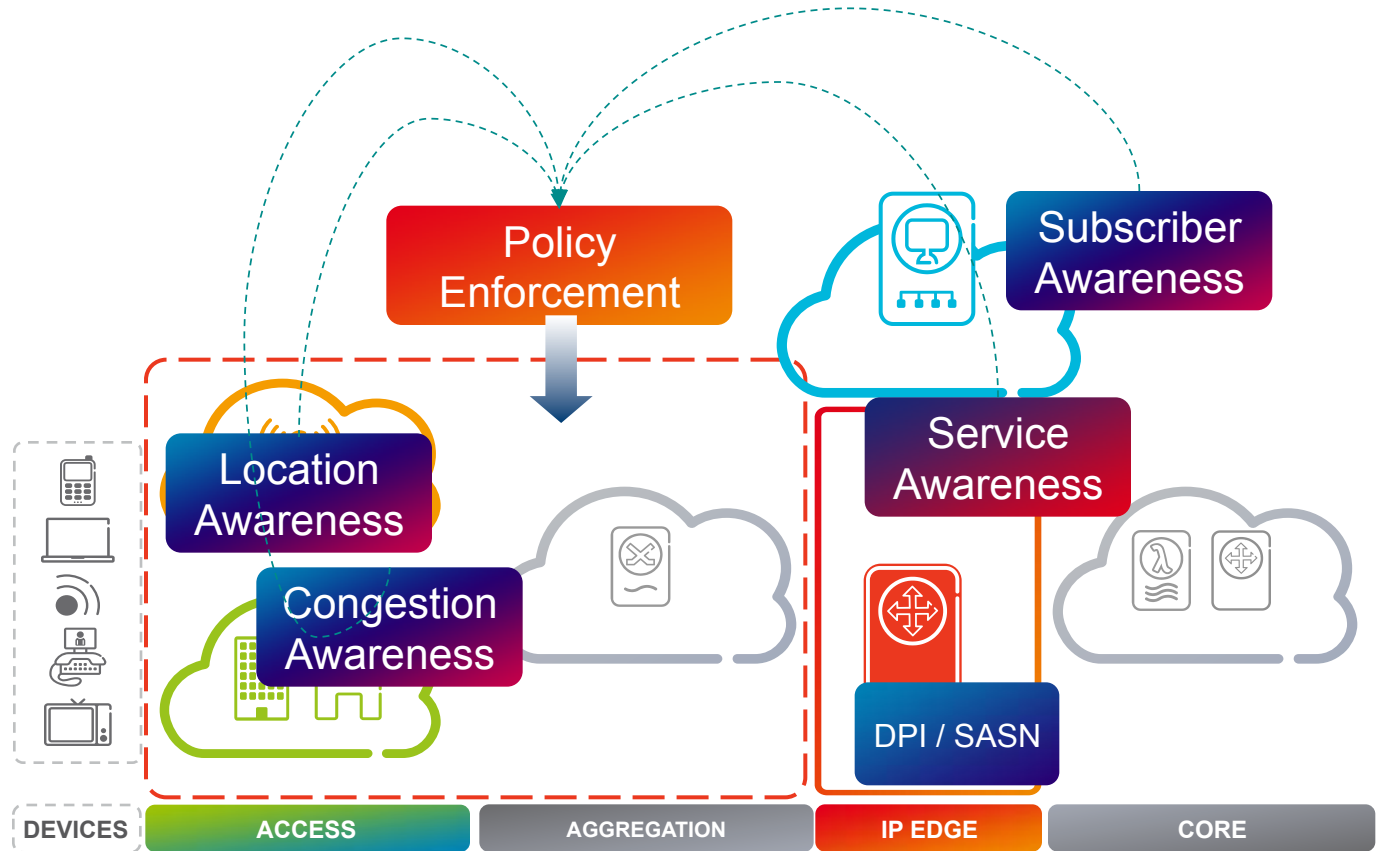 Policy
Enforcement
Subscriber
Awareness
Service
Awareness
Location
Awareness
Congestion
Awareness
DPI / SASN
DEVICES
ACCESS
AGGREGATION
IP EDGE
CORE